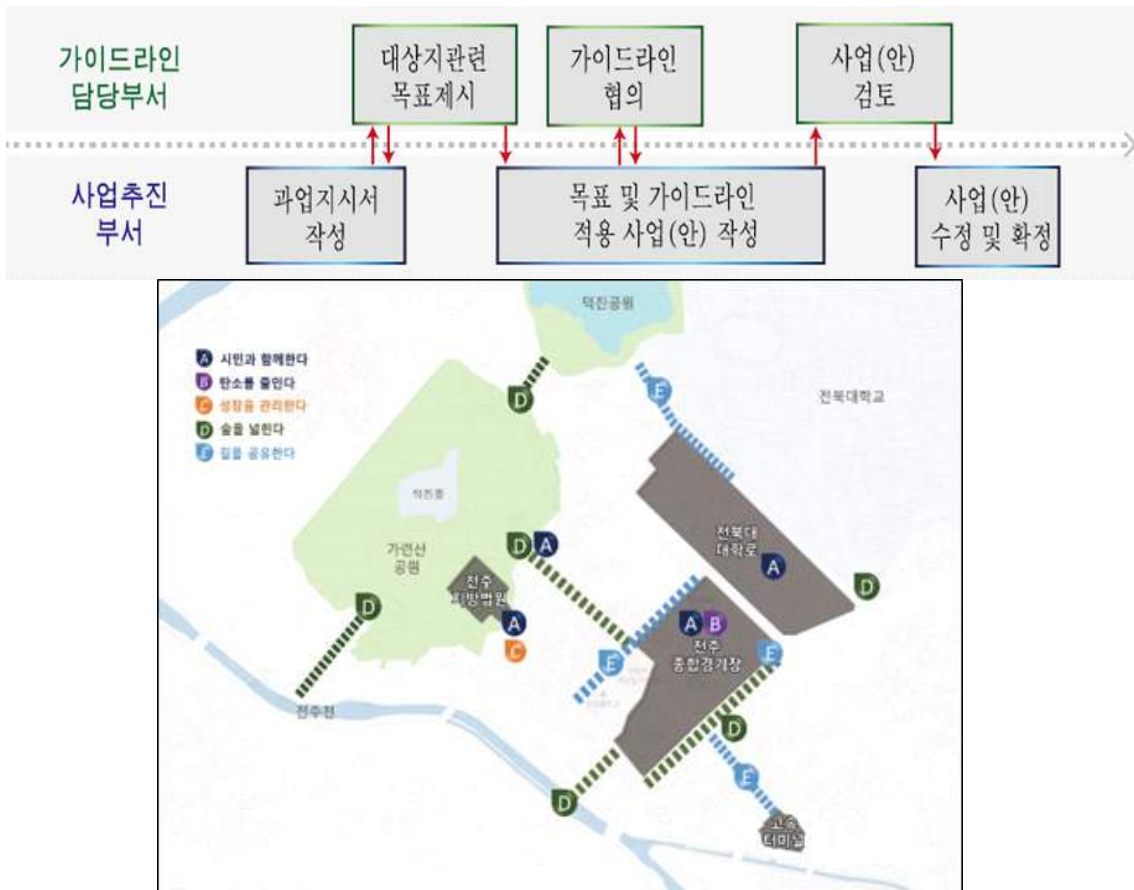 가이드라인
담당부서
대상지관련
목표제시
가이드라인
협의
사업(안)
검토
사업추진
부서
과업지시서
작성
목표 및 가이드라인
적용 사업(안) 작성
사업(안)
수정 및 확정
덕진공원
A 시민과 함께한다
B 탄소를 줄인다
C 성장을 관리한다
D 숲을 넓힌다
E 길을 공유한다
전북대학교
D
E
덕진동
가련산
공원
D A
전북대
대학로
A
D
전주
지방법원
D
A
C
A B
전주
종합경기장
E
E
전주천
D
E
D
고속
터미널